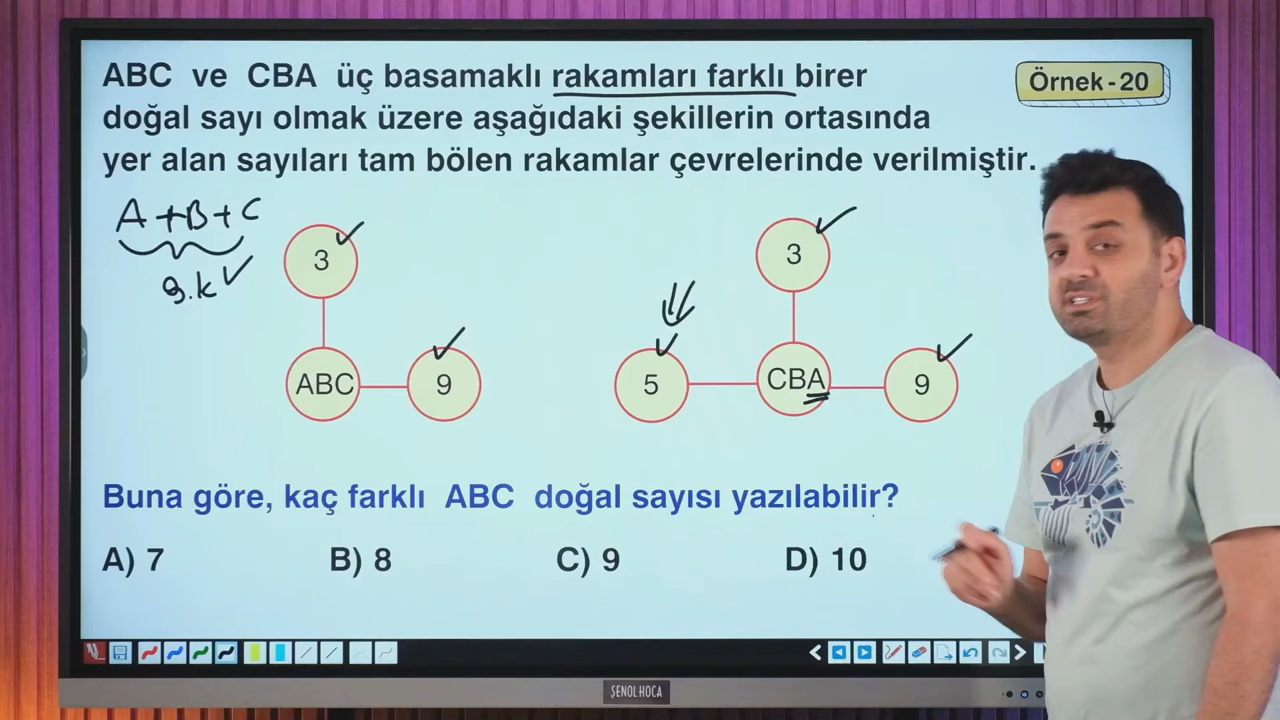 ABC ve CBA üç basamaklı rakamları farklı birer
doğal sayı olmak üzere aşağıdaki şekillerin ortasında
yer alan sayıları tam bölen rakamlar çevrelerinde verilmiştir.
Örnek-20
A+B+C
9.k
3
ABC
9
3
5
CBA
9
Buna göre, kaç farklı ABC doğal sayısı yazılabilir?
A) 7 B) 8 C) 9 D) 10
ŞENOLHOCA